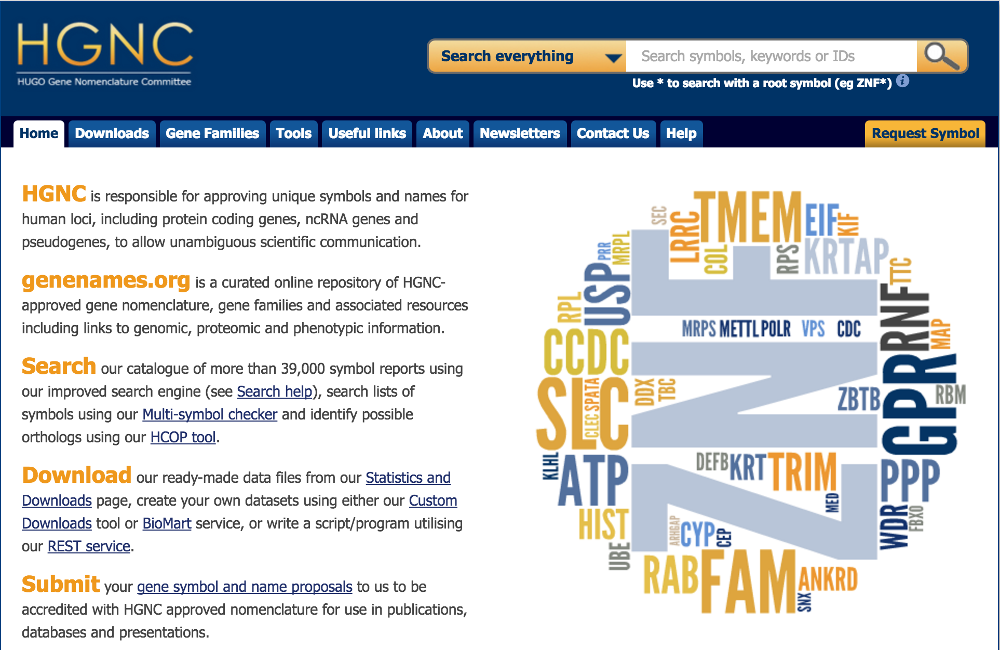 HGNC
HUGO Gene Nomenclature Committee
Search everything
Search symbols, keywords or IDs
Use * to search with a root symbol (eg ZNF*) i
Home Downloads Gene Families Tools Useful links About Newsletters Contact Us Help Request Symbol
HGNC is responsible for approving unique symbols and names for
human loci, including protein coding genes, ncRNA genes and
pseudogenes, to allow unambiguous scientific communication.
genenames.org is a curated online repository of HGNC-
approved gene nomenclature, gene families and associated resources
including links to genomic, proteomic and phenotypic information.
Search our catalogue of more than 39,000 symbol reports using
our improved search engine (see Search help), search lists of
symbols using our Multi-symbol checker and identify possible
orthologs using our HCOP tool.
Download our ready-made data files from our Statistics and
Downloads page, create your own datasets using either our Custom
Downloads tool or BioMart service, or write a script/program utilising
our REST service.
Submit your gene symbol and name proposals to us to be
accredited with HGNC approved nomenclature for use in publications,
databases and presentations.
SEC
LRRC
TMEM
EIF
KIF
PRR
MRPL
COL
RPS
KRTAP
TTC
USP
RPL
RNF
MAP
MRPS METTL POLR VPS CDC
CCDC
ZNF
GPR
SLC
SPATA
CLEC
DDX
TBC
ZBTB
RBM
KLHL
ATP
DEFB
KRT
TRIM
MED
PPP
HIST
ARHGAP
CYP
CEP
WDR
FBXO
UBE
RAB
FAM
ANKRD
SNX